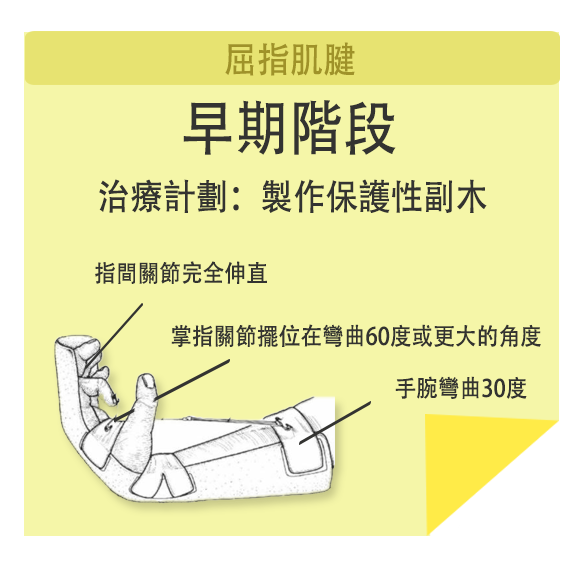 屈指肌腱
早期階段
治療計劃：製作保護性副木
指間關節完全伸直
掌指關節擺位在彎曲60度或更大的角度
手腕彎曲30度